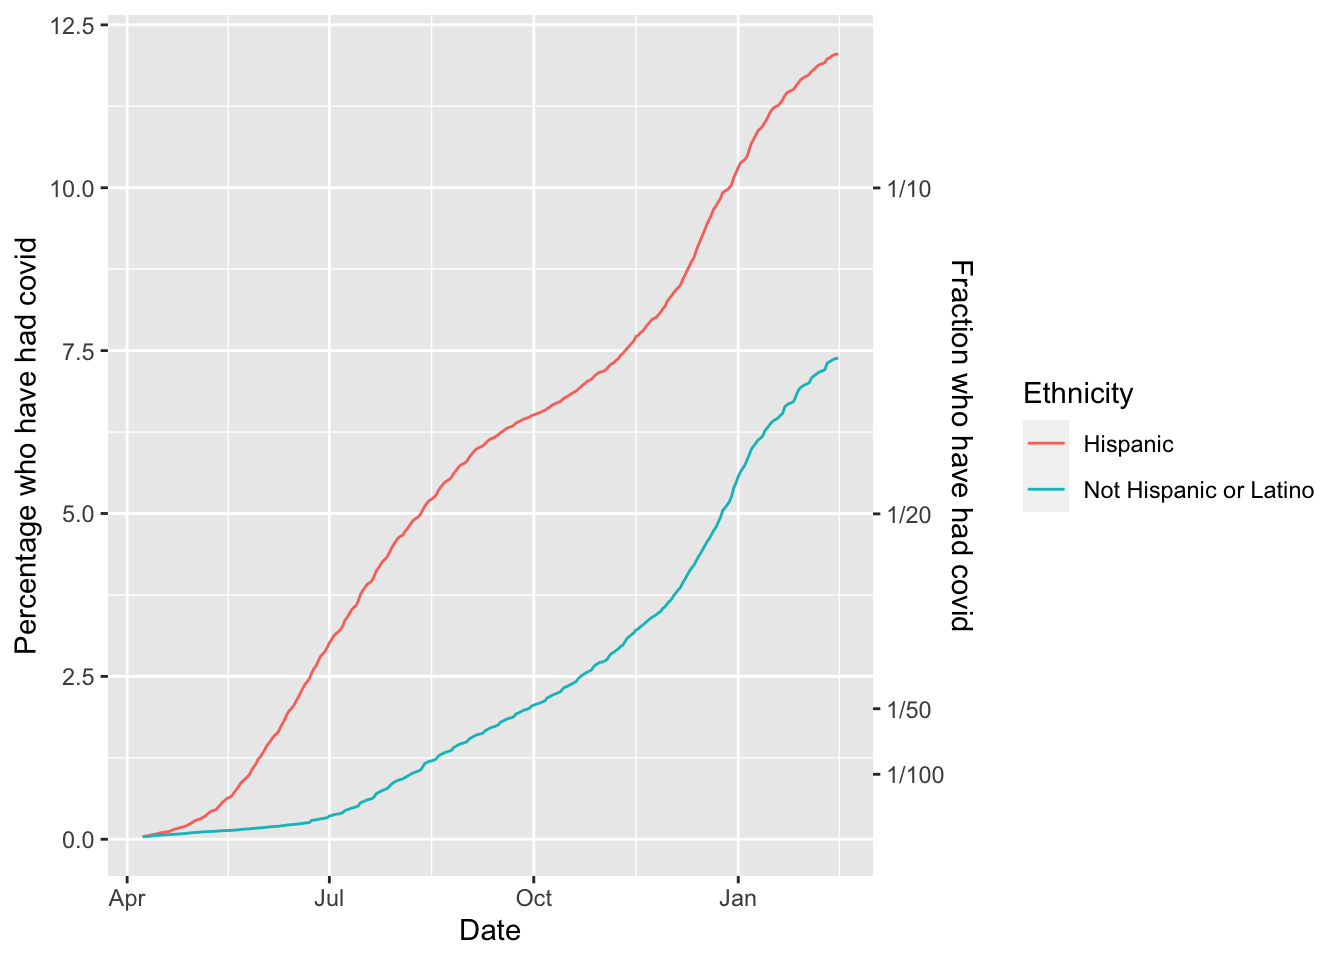 12.5
10.0
7.5
5.0
2.5
0.0
Percentage who have had covid
Apr
Jul
Oct
Jan
Date
1/10
1/20
1/50
1/100
Fraction who have had covid
Ethnicity
Hispanic
Not Hispanic or Latino